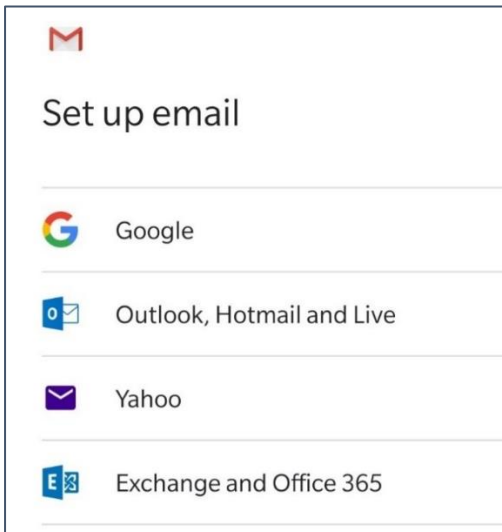 Set up email
Google
Outlook, Hotmail and Live
Yahoo
Exchange and Office 365